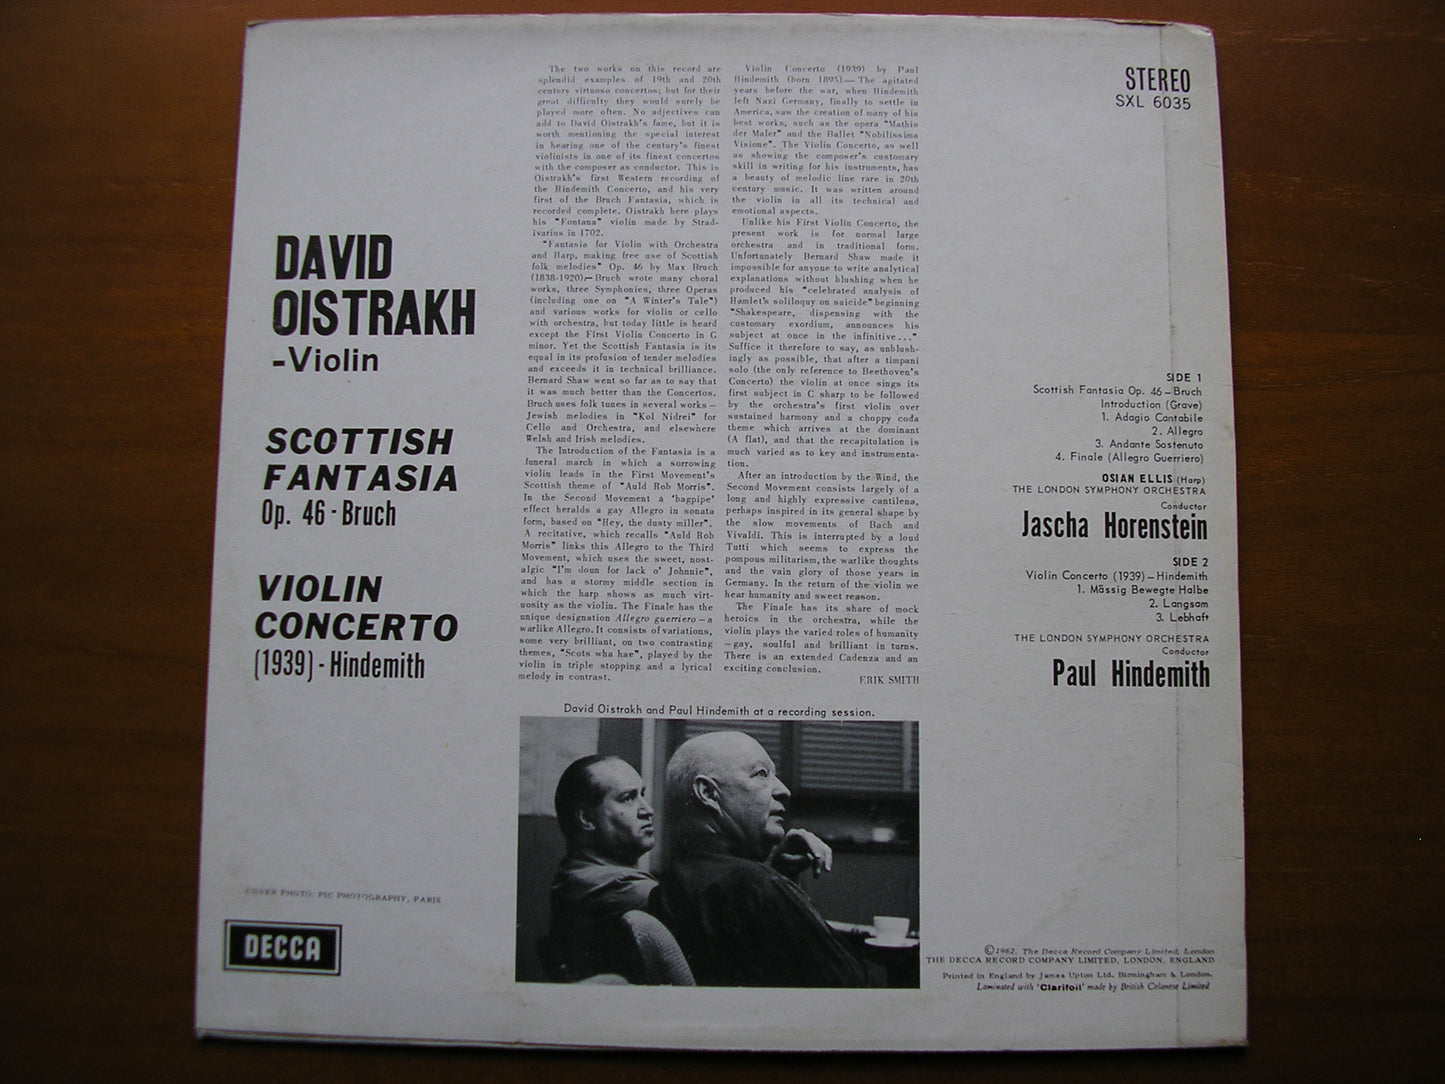 DAVID
OISTRAKH
-Violin
SCOTTISH
FANTASIA
Op. 46 - Bruch
VIOLIN
CONCERTO
(1939) - Hindemith
COVER PHOTO: PIC PHOTOGRAPHY, PARIS
DECCA
The two works on this record are
splendid examples of 19th and 20th
century virtuoso concertos; but for their
great difficulty they would surely be
played more often. No adjectives can
add to David Oistrakh's fame, but it is
worth mentioning the special interest
in hearing one of the century's finest
violinists in one of its finest concertos
with the composer as conductor. This is
Oistrakh's first Western recording of
the Hindemith Concerto, and his very
first of the Bruch Fantasia, which is
recorded complete. Oistrakh here plays
his "Fontana" violin made by Strad-
ivarius in 1702.
"Fantasia for Violin with Orchestra
and Harp, making free use of Scottish
folk melodies" Op. 46 by Max Bruch
(1838-1920).—Bruch wrote many choral
works, three Symphonies, three Operas
(including one on "A Winter's Tale")
and various works for violin or cello
with orchestra, but today little is heard
except the First Violin Concerto in G
minor. Yet the Scottish Fantasia is its
equal in its profusion of tender melodies
and exceeds it in technical brilliance.
Bernard Shaw went so far as to say that
it was much better than the Concertos.
Bruch uses folk tunes in several works—
Jewish melodies in "Kol Nidrei" for
Cello and Orchestra, and elsewhere
Welsh and Irish melodies.
The Introduction of the Fantasia is a
funeral march in which a sorrowing
violin leads in the First Movement's
Scottish theme of "Auld Rob Morris".
In the Second Movement a 'bagpipe'
effect heralds a gay Allegro in sonata
form, based on "Hey, the dusty miller".
A recitative, which recalls "Auld Rob
Morris" links this Allegro to the Third
Movement, which uses the sweet, nost-
algic "I'm doun for lack o' Johnnie",
and has a stormy middle section in
which the harp shows as much virt-
uosity as the violin. The Finale has the
unique designation Allegro guerriero—a
warlike Allegro. It consists of variations,
some very brilliant, on two contrasting
themes, "Scots wha hae", played by the
violin in triple stopping and a lyrical
melody in contrast.
Violin Concerto (1939) by Paul
Hindemith (born 1895)—The agitated
years before the war, when Hindemith
left Nazi Germany, finally to settle in
America, saw the creation of many of his
best works, such as the opera "Mathis
der Maler" and the Ballet "Nobilissima
Visione". The Violin Concerto, as well
as showing the composer's customary
skill in writing for his instruments, has
a beauty of melodic line rare in 20th
century music. It was written around
the violin in all its technical and
emotional aspects.
Unlike his First Violin Concerto, the
present work is for normal large
orchestra and in traditional form.
Unfortunately Bernard Shaw made it
impossible for anyone to write analytical
explanations without blushing when he
produced his "celebrated analysis of
Hamlet's soliloquy on suicide" beginning
"Shakespeare, dispensing with the
customary exordium, announces his
subject at once in the infinitive..."
Suffice it therefore to say, as unblush-
ingly as possible, that after a timpani
solo (the only reference to Beethoven's
Concerto) the violin at once sings its
first subject in C sharp to be followed
by the orchestra's first violin over
sustained harmony and a choppy coda
theme which arrives at the dominant
(A flat), and that the recapitulation is
much varied as to key and instrumenta-
tion.
After an introduction by the Wind, the
Second Movement consists largely of a
long and highly expressive cantilena,
perhaps inspired in its general shape by
the slow movements of Bach and
Vivaldi. This is interrupted by a loud
Tutti which seems to express the
pompous militarism, the warlike thoughts
and the vain glory of those years in
Germany. In the return of the violin we
hear humanity and sweet reason.
The Finale has its share of mock
heroics in the orchestra, while the
violin plays the varied roles of humanity
—gay, soulful and brilliant in turns.
There is an extended Cadenza and an
exciting conclusion.
ERIK SMITH
David Oistrakh and Paul Hindemith at a recording session.
STEREO
SXL 6035
SIDE 1
Scottish Fantasia Op. 46—Bruch
Introduction (Grave)
1. Adagio Cantabile
2. Allegro
3. Andante Sostenuto
4. Finale (Allegro Guerriero)
OSIAN ELLIS (Harp)
THE LONDON SYMPHONY ORCHESTRA
Conductor
Jascha Horenstein
SIDE 2
Violin Concerto (1939)—Hindemith
1. Mässig Bewegte Halbe
2. Langsam
3. Lebhaft
THE LONDON SYMPHONY ORCHESTRA
Conductor
Paul Hindemith
©1962, The Decca Record Company Limited, London
THE DECCA RECORD COMPANY LIMITED, LONDON, ENGLAND
Printed in England by James Upton Ltd. Birmingham & London.
Laminated with 'Clarifoil' made by British Celanese Limited